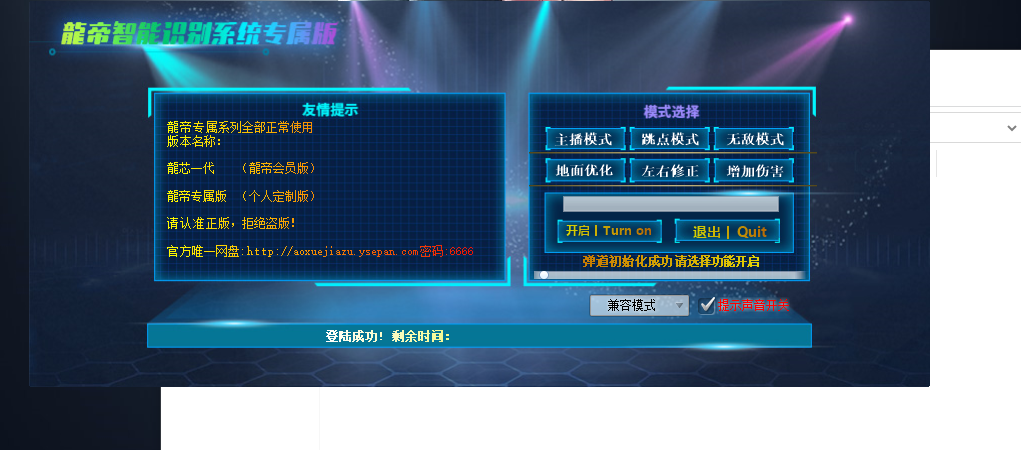 龍帝智能识别系统专属版
友情提示
龍帝专属系列全部正常使用
版本名称:
龍芯一代 （龍帝会员版）
龍帝专属版 （个人定制版）
请认准正版，拒绝盗版!
官方唯一网盘:http://aoxuejiazu.ysepan.com密码:6666
模式选择
主播模式 跳点模式 无敌模式
地面优化 左右修正 增加伤害
开启丨Turn on 退出丨 Quit
弹道初始化成功请选择功能开启
兼容模式 提示声音开关
登陆成功! 剩余时间: